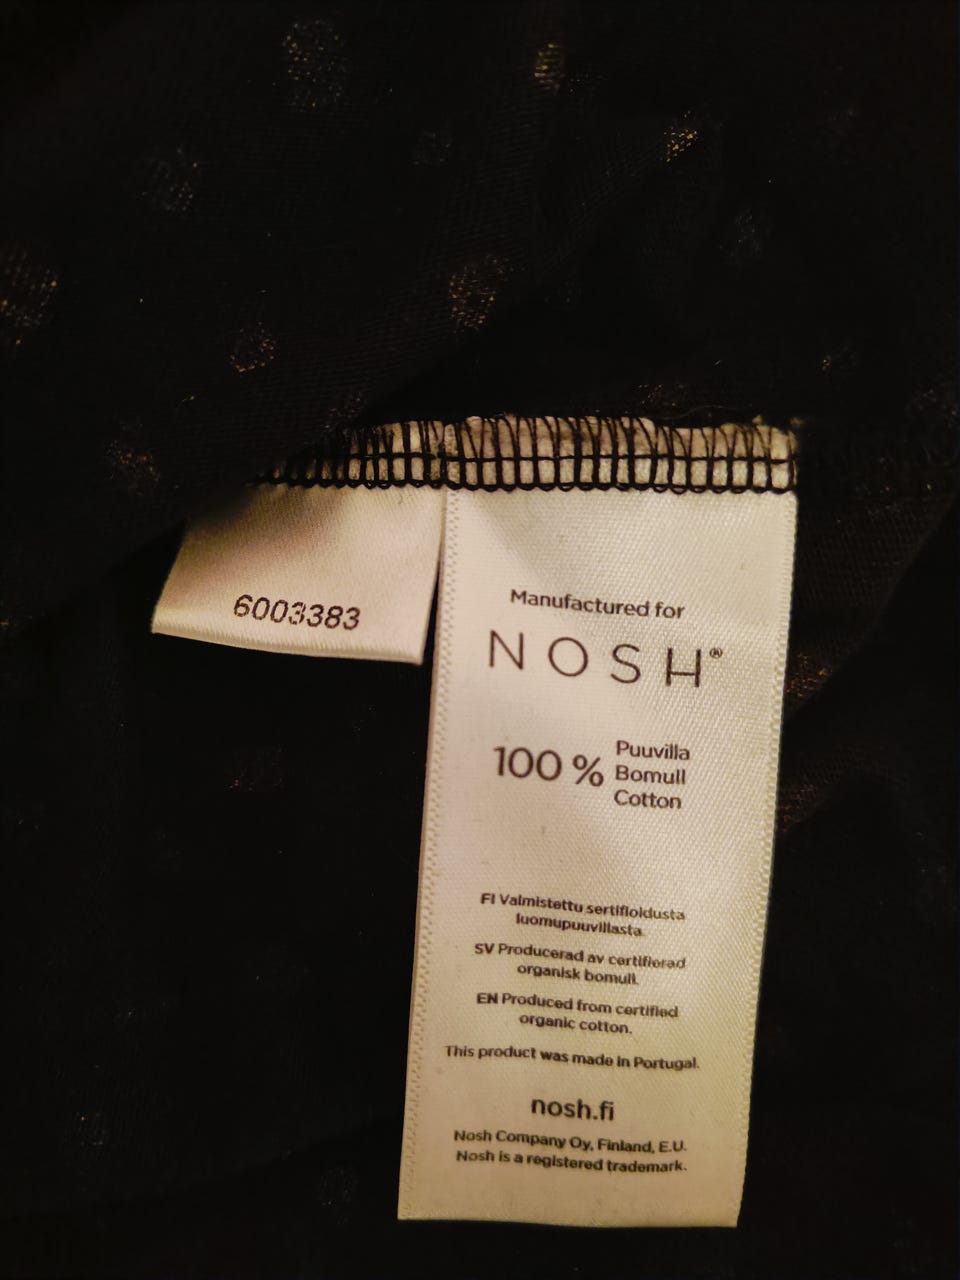 6003383
Manufactured for
NOSH®
100 % Puuvilla
Bomull
Cotton
FI Valmistettu sertifioidusta
luomupuuvillasta.
SV Producerad av certifierad
organisk bomull.
EN Produced from certified
organic cotton.
This product was made in Portugal.
nosh.fi
Nosh Company Oy, Finland, E.U.
Nosh is a registered trademark.